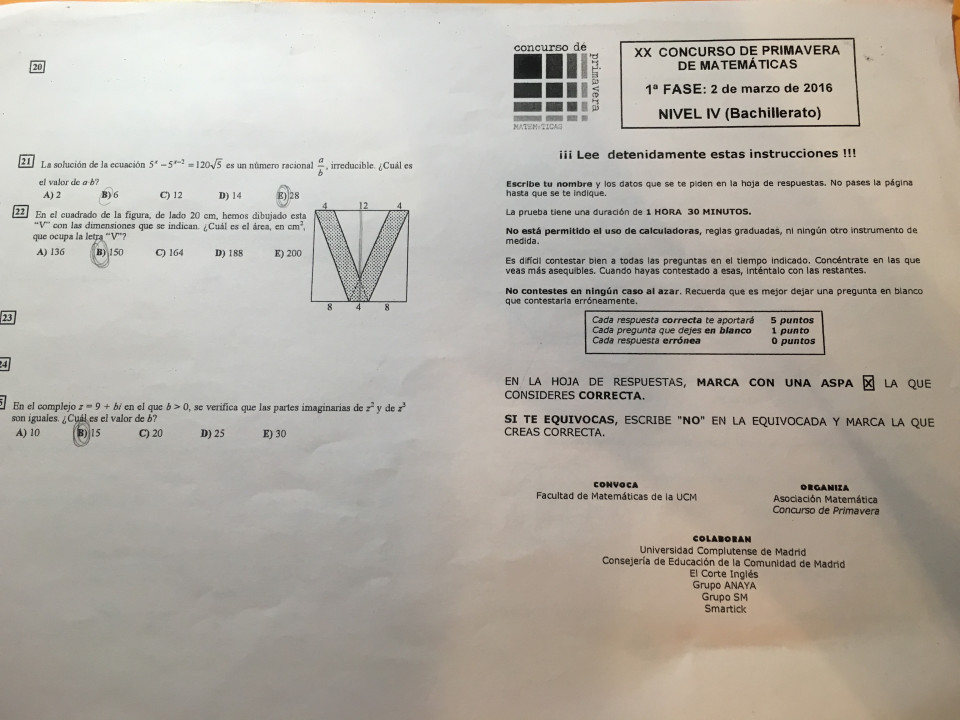 20
21 La solución de la ecuación 5ˣ − 5ˣ⁻² = 120√5 es un número racional a/b, irreducible. ¿Cuál es
el valor de a·b?
A) 2 B) 6 C) 12 D) 14 E) 28
22 En el cuadrado de la figura, de lado 20 cm, hemos dibujado esta
"V" con las dimensiones que se indican. ¿Cuál es el área, en cm²,
que ocupa la letra "V"?
A) 136 B) 150 C) 164 D) 188 E) 200
4 12 4
8 4 8
23
24
5 En el complejo z = 9 + bi en el que b > 0, se verifica que las partes imaginarias de z² y de z³
son iguales. ¿Cuál es el valor de b?
A) 10 B) 15 C) 20 D) 25 E) 30
concurso de
primavera
MATEMATICAS
XX CONCURSO DE PRIMAVERA
DE MATEMÁTICAS
1ª FASE: 2 de marzo de 2016
NIVEL IV (Bachillerato)
¡¡¡ Lee detenidamente estas instrucciones !!!
Escribe tu nombre y los datos que se te piden en la hoja de respuestas. No pases la página
hasta que se te indique.
La prueba tiene una duración de 1 HORA 30 MINUTOS.
No está permitido el uso de calculadoras, reglas graduadas, ni ningún otro instrumento de
medida.
Es difícil contestar bien a todas las preguntas en el tiempo indicado. Concéntrate en las que
veas más asequibles. Cuando hayas contestado a esas, inténtalo con las restantes.
No contestes en ningún caso al azar. Recuerda que es mejor dejar una pregunta en blanco
que contestarla erróneamente.
Cada respuesta correcta te aportará 5 puntos
Cada pregunta que dejes en blanco 1 punto
Cada respuesta errónea 0 puntos
EN LA HOJA DE RESPUESTAS, MARCA CON UNA ASPA X LA QUE
CONSIDERES CORRECTA.
SI TE EQUIVOCAS, ESCRIBE "NO" EN LA EQUIVOCADA Y MARCA LA QUE
CREAS CORRECTA.
CONVOCA
Facultad de Matemáticas de la UCM
ORGANIZA
Asociación Matemática
Concurso de Primavera
COLABORAN
Universidad Complutense de Madrid
Consejería de Educación de la Comunidad de Madrid
El Corte Inglés
Grupo ANAYA
Grupo SM
Smartick